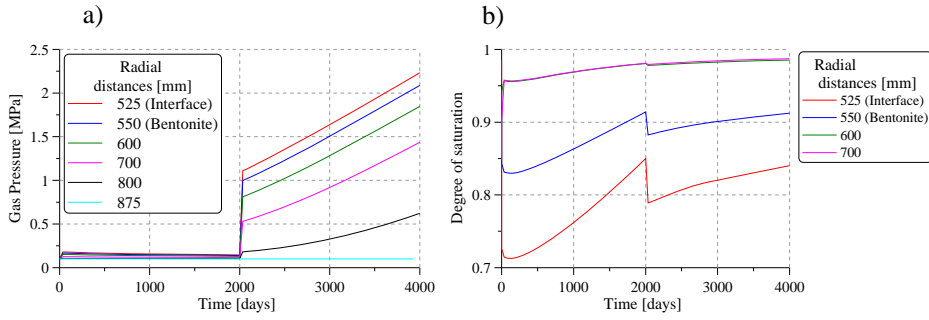 a)
2.5
2
1.5
1
0.5
0
Gas Pressure [MPa]
Radial
distances [mm]
525 (Interface)
550 (Bentonite)
600
700
800
875
0 1000 2000 3000 4000
Time [days]
b)
1
0.9
0.8
0.7
Degree of saturation
0 1000 2000 3000 4000
Time [days]
Radial
distances [mm]
525 (Interface)
550 (Bentonite)
600
700